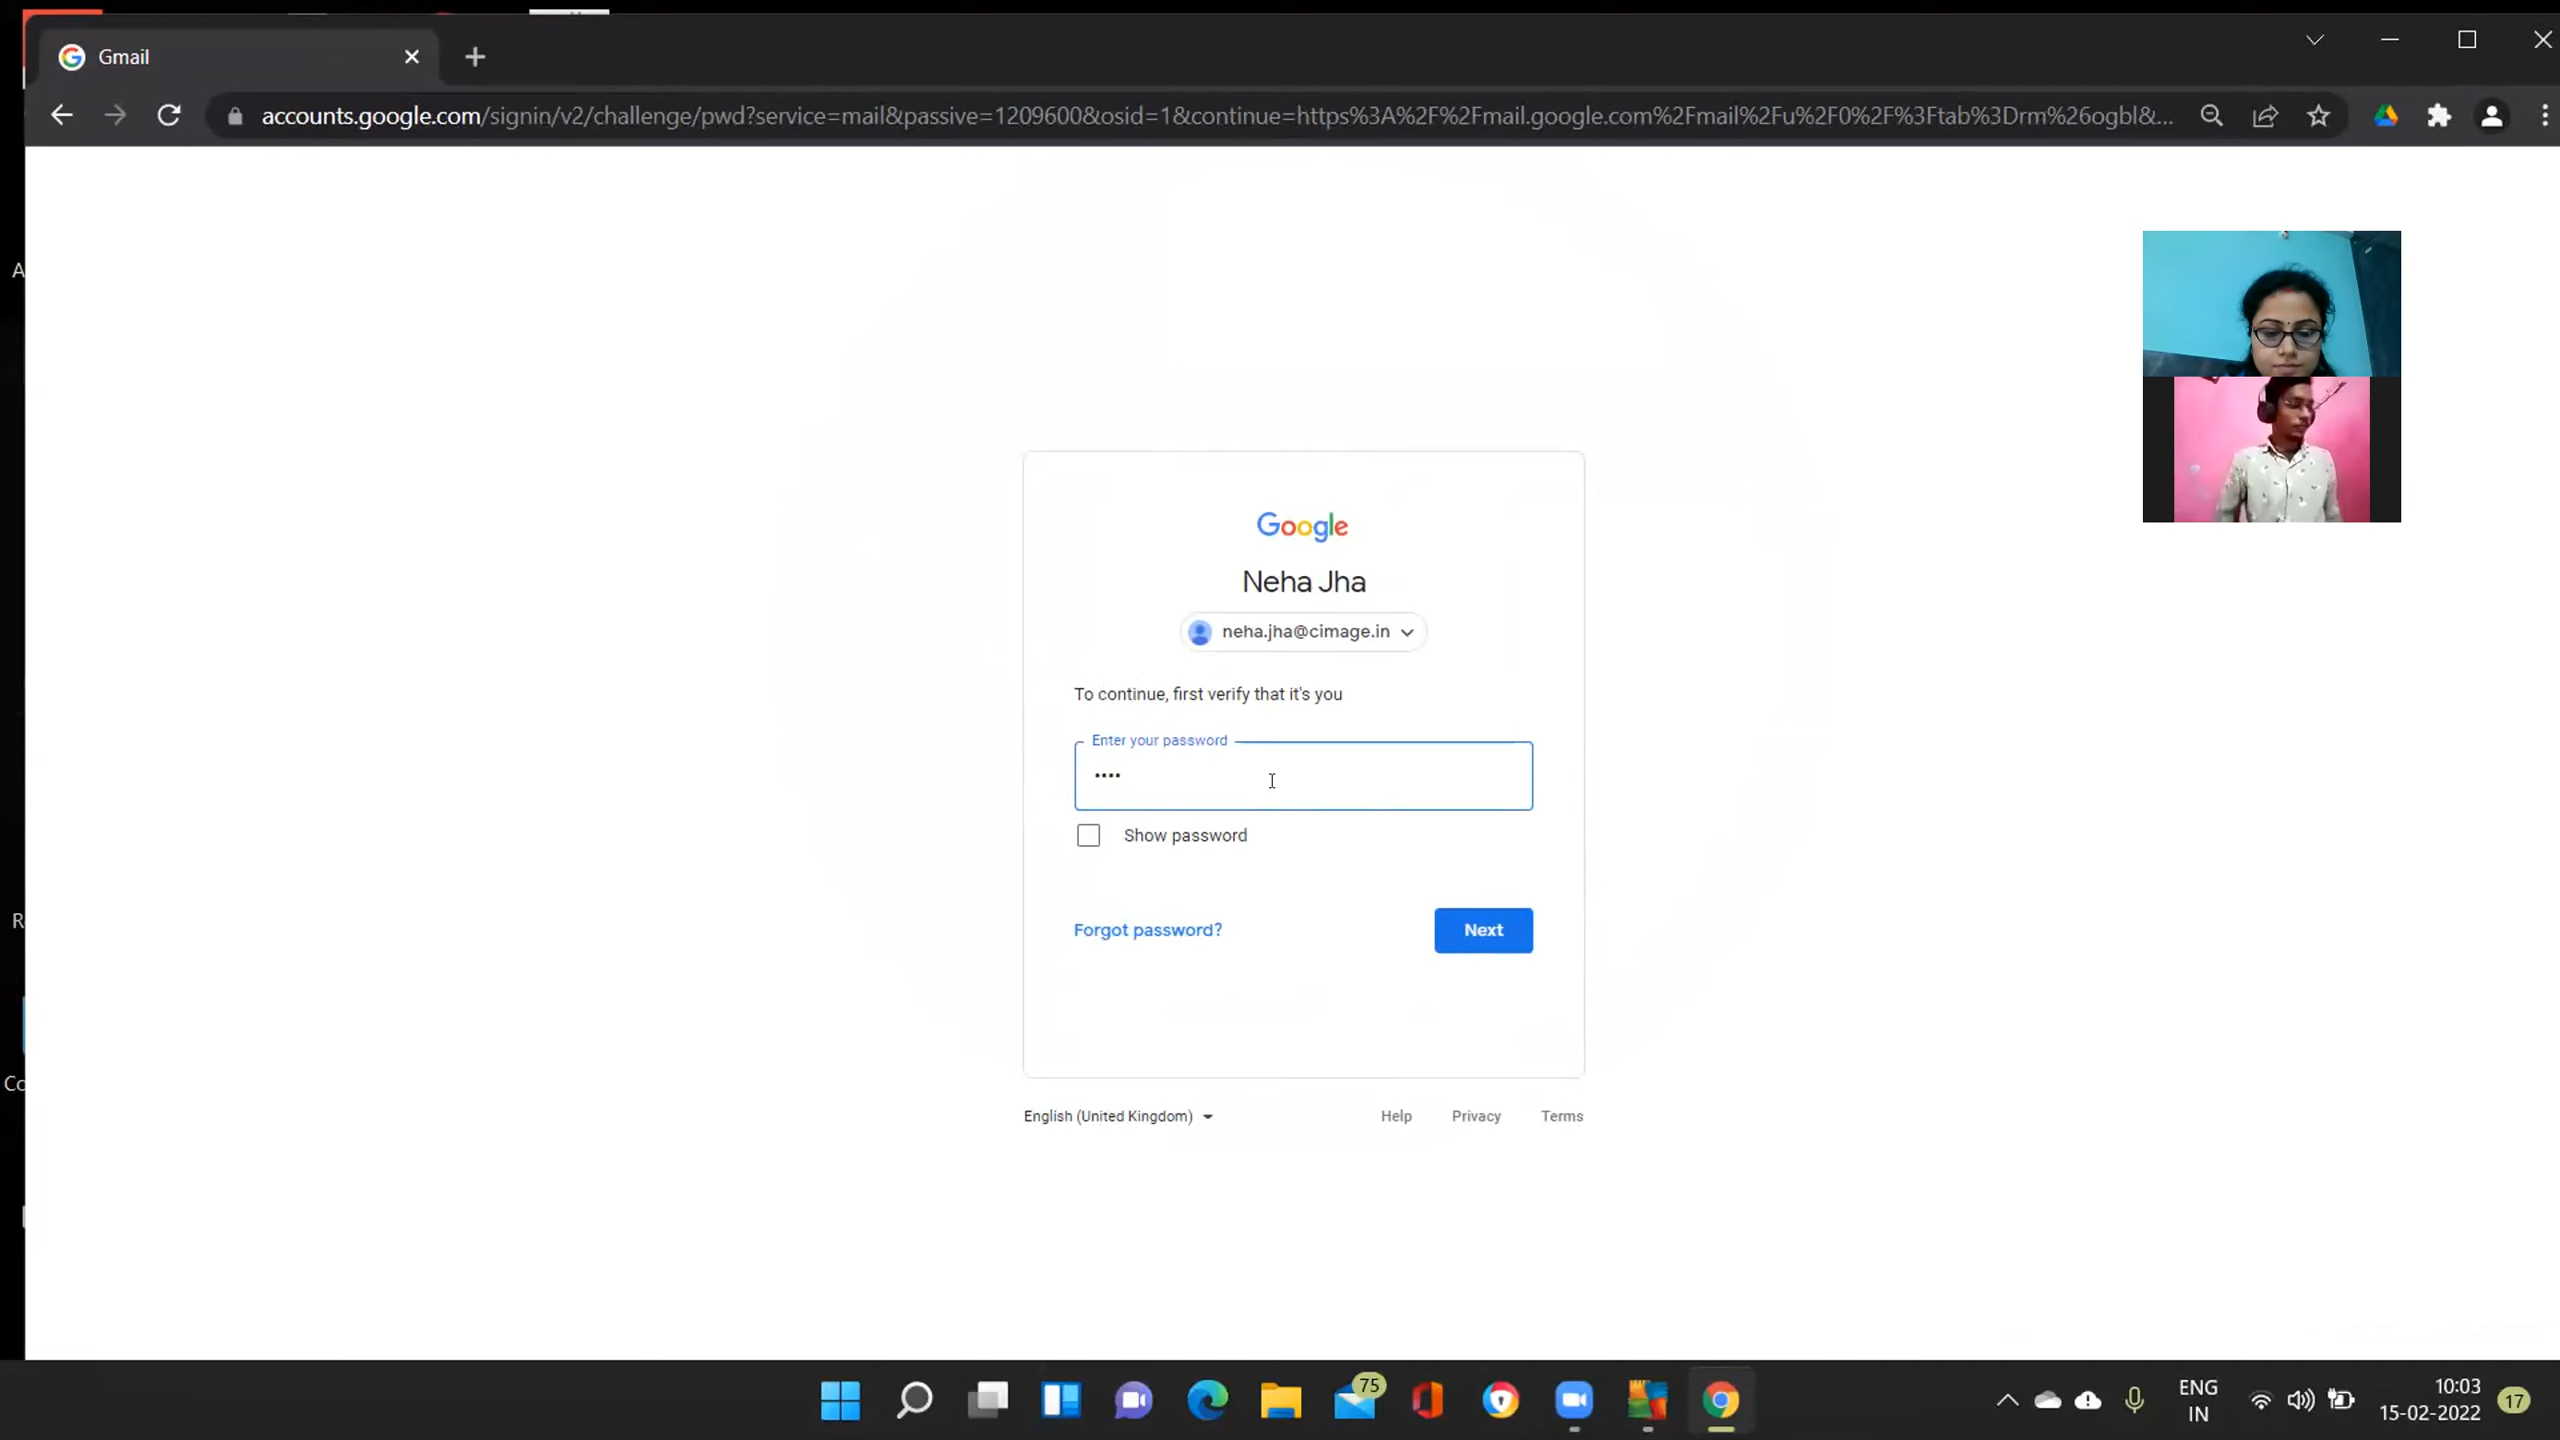 Gmail
accounts.google.com/signin/v2/challenge/pwd?service=mail&passive=1209600&osid=1&continue=https%3A%2F%2Fmail.google.com%2Fmail%2Fu%2F0%2F%3Ftab%3Drm%26ogbl&...
A
Google
Neha Jha
neha.jha@cimage.in
To continue, first verify that it's you
Enter your password
••••
Show password
R
Forgot password?
Next
Co
English (United Kingdom)
Help
Privacy
Terms
75
ENG
IN
10:03
15-02-2022
17